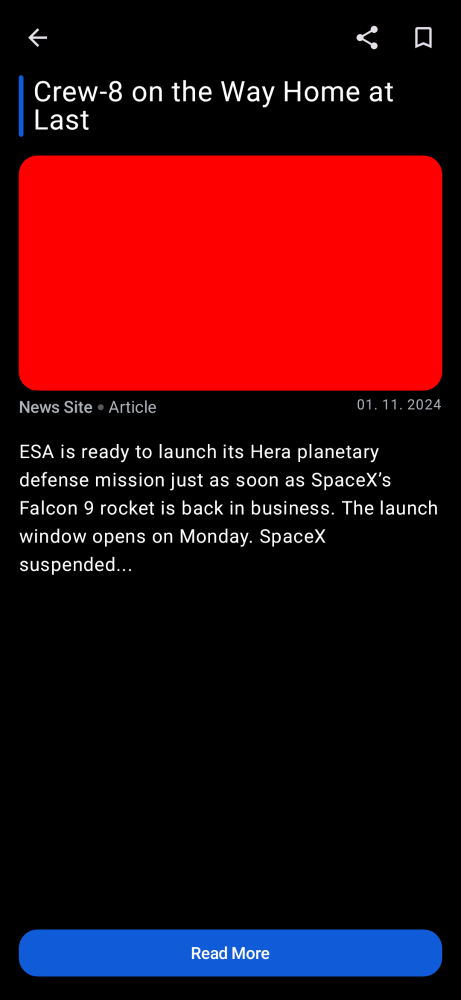 Crew-8 on the Way Home at
Last
News Site • Article
01. 11. 2024
ESA is ready to launch its Hera planetary
defense mission just as soon as SpaceX’s
Falcon 9 rocket is back in business. The launch
window opens on Monday. SpaceX
suspended...
Read More